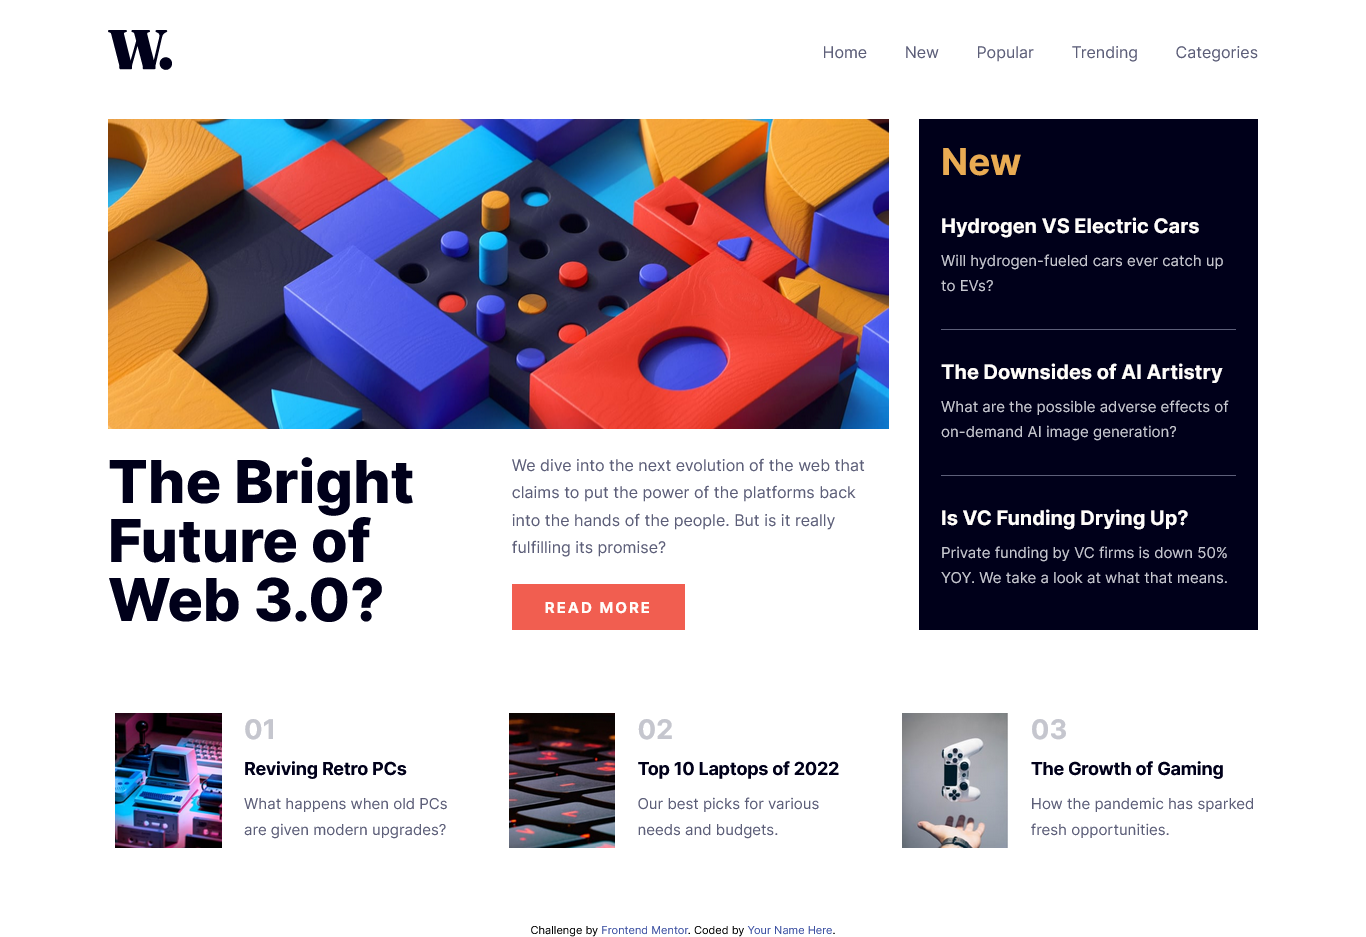 W.
Home New Popular Trending Categories
The Bright
Future of
Web 3.0?
We dive into the next evolution of the web that
claims to put the power of the platforms back
into the hands of the people. But is it really
fulfilling its promise?
READ MORE
New
Hydrogen VS Electric Cars
Will hydrogen-fueled cars ever catch up
to EVs?
The Downsides of AI Artistry
What are the possible adverse effects of
on-demand AI image generation?
Is VC Funding Drying Up?
Private funding by VC firms is down 50%
YOY. We take a look at what that means.
01
Reviving Retro PCs
What happens when old PCs
are given modern upgrades?
02
Top 10 Laptops of 2022
Our best picks for various
needs and budgets.
03
The Growth of Gaming
How the pandemic has sparked
fresh opportunities.
Challenge by Frontend Mentor. Coded by Your Name Here.